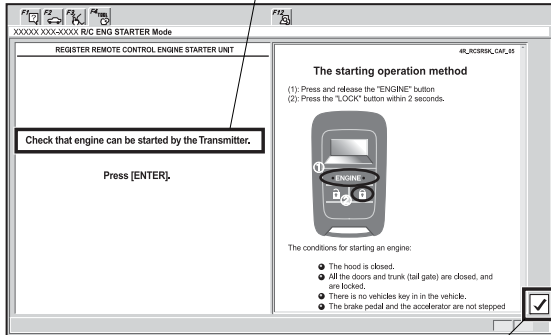 F1 F2 F3 F4 TOOL F12
XXXXX XXX-XXXX R/C ENG STARTER Mode
REGISTER REMOTE CONTROL ENGINE STARTER UNIT
Check that engine can be started by the Transmitter.
Press [ENTER].
4R_RCSRSK_CAF_05
The starting operation method
(1): Press and release the "ENGINE" button
(2): Press the "LOCK" button within 2 seconds.
1
ENGINE
2
The conditions for starting an engine:
The hood is closed.
All the doors and trunk (tail gate) are closed, and
are locked.
There is no vehicles key in in the vehicle.
The brake pedal and the accelerator are not stepped